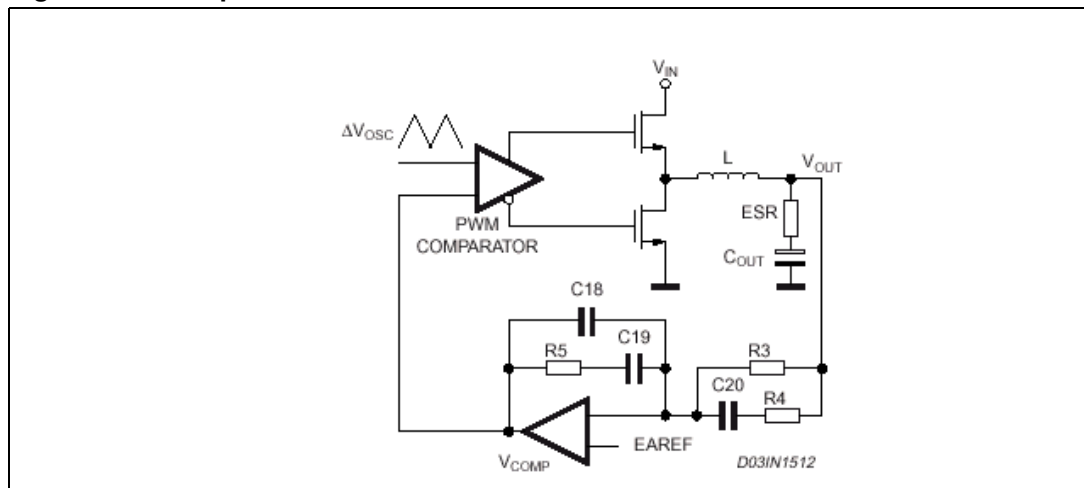 V_IN
ΔV_OSC
L
V_OUT
ESR
PWM
COMPARATOR
C_OUT
C18
C19
R5
R3
C20
R4
EAREF
V_COMP
D03IN1512